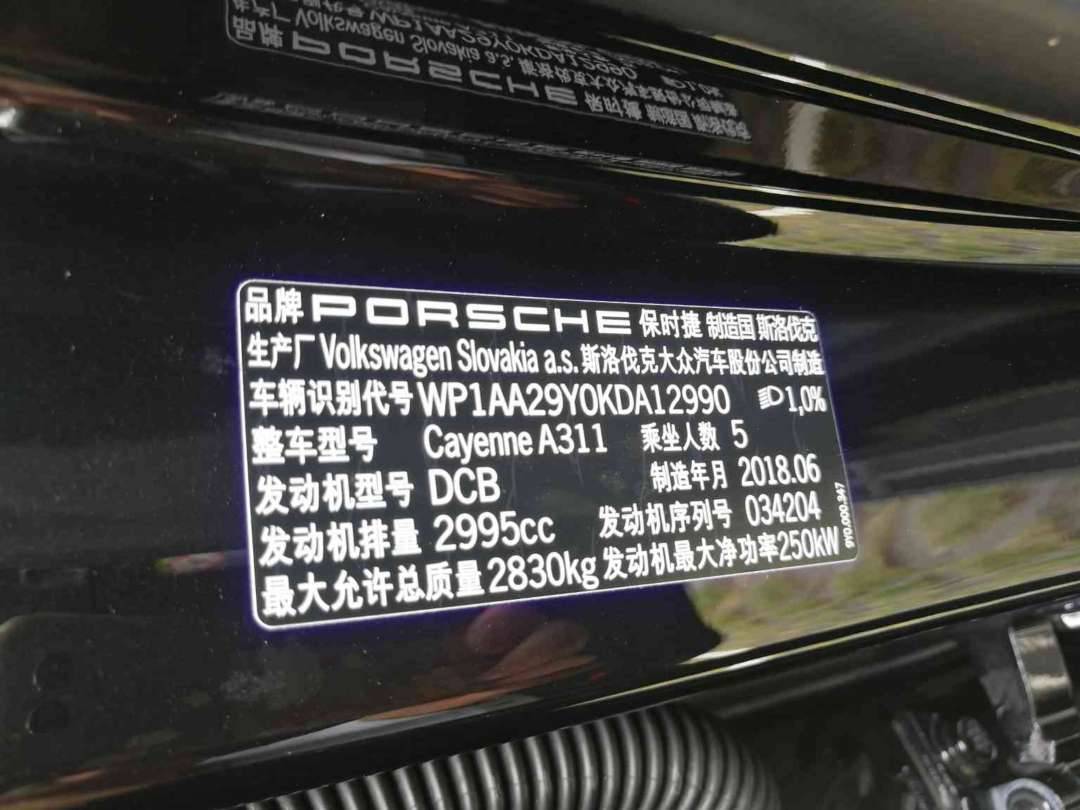 品牌 PORSCHE 保时捷 制造国 斯洛伐克
生产厂 Volkswagen Slovakia a.s. 斯洛伐克大众汽车股份公司制造
车辆识别代号 WP1AA29Y0KDA12990 1,0%
整车型号 Cayenne A311 乘坐人数 5
发动机型号 DCB 制造年月 2018.06
发动机排量 2995cc 发动机序列号 034204
最大允许总质量 2830kg 发动机最大净功率 250kW
9Y0.000.347